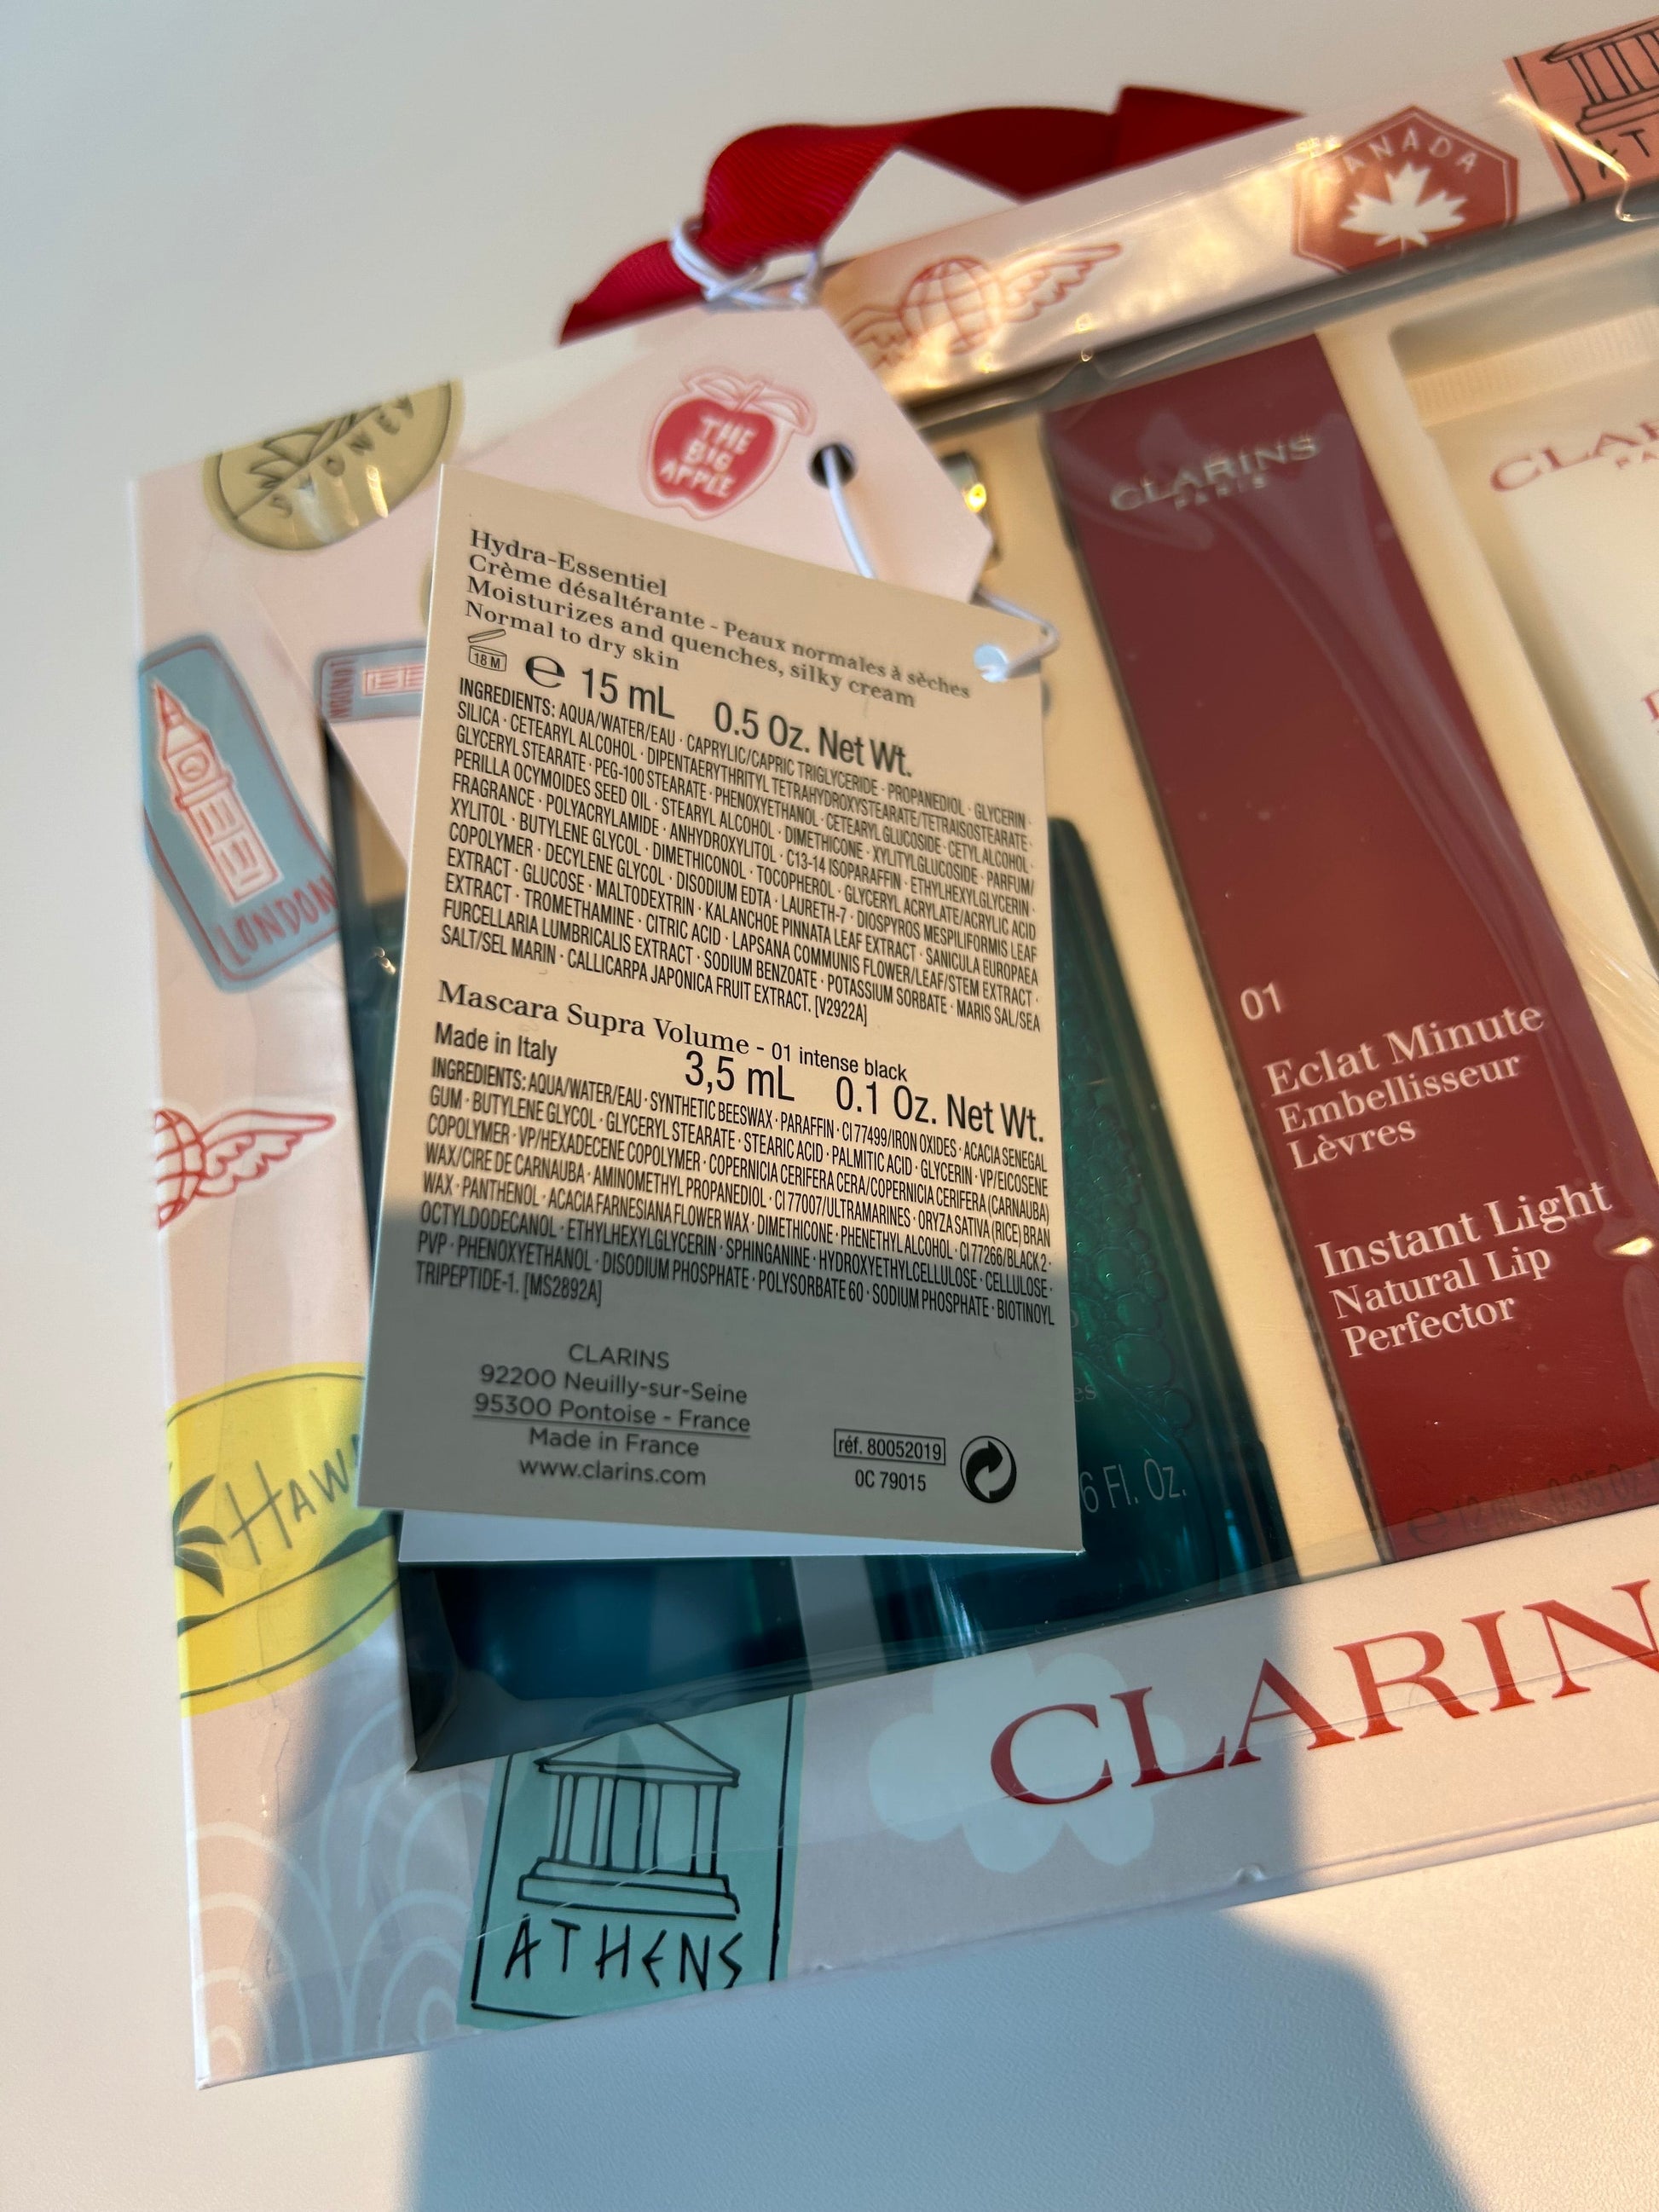 CANADA
THE
BIG
APPLE
CLARINS
PARIS
LONDON
Hydra-Essentiel
Crème désaltérante - Peaux normales à sèches
Moisturizes and quenches, silky cream
Normal to dry skin
18 M
e 15 mL 0.5 Oz. Net Wt.
INGREDIENTS: AQUA/WATER/EAU · CAPRYLIC/CAPRIC TRIGLYCERIDE · PROPANEDIOL · GLYCERIN ·
SILICA · CETEARYL ALCOHOL · DIPENTAERYTHRITYL TETRAHYDROXYSTEARATE/TETRAISOSTEARATE ·
GLYCERYL STEARATE · PEG-100 STEARATE · PHENOXYETHANOL · CETEARYL GLUCOSIDE · CETYL ALCOHOL ·
PERILLA OCYMOIDES SEED OIL · STEARYL ALCOHOL · DIMETHICONE · XYLITYLGLUCOSIDE · PARFUM/
FRAGRANCE · POLYACRYLAMIDE · ANHYDROXYLITOL · C13-14 ISOPARAFFIN · ETHYLHEXYLGLYCERIN ·
XYLITOL · BUTYLENE GLYCOL · DIMETHICONOL · TOCOPHEROL · GLYCERYL ACRYLATE/ACRYLIC ACID
COPOLYMER · DECYLENE GLYCOL · DISODIUM EDTA · LAURETH-7 · DIOSPYROS MESPILIFORMIS LEAF
EXTRACT · GLUCOSE · MALTODEXTRIN · KALANCHOE PINNATA LEAF EXTRACT · SANICULA EUROPAEA
EXTRACT · TROMETHAMINE · CITRIC ACID · LAPSANA COMMUNIS FLOWER/LEAF/STEM EXTRACT ·
FURCELLARIA LUMBRICALIS EXTRACT · SODIUM BENZOATE · POTASSIUM SORBATE · MARIS SAL/SEA
SALT/SEL MARIN · CALLICARPA JAPONICA FRUIT EXTRACT. [V2922A]
Mascara Supra Volume - 01 intense black
Made in Italy 3,5 mL 0.1 Oz. Net Wt.
INGREDIENTS: AQUA/WATER/EAU · SYNTHETIC BEESWAX · PARAFFIN · CI 77499/IRON OXIDES · ACACIA SENEGAL
GUM · BUTYLENE GLYCOL · GLYCERYL STEARATE · STEARIC ACID · PALMITIC ACID · GLYCERIN · VP/EICOSENE
COPOLYMER · VP/HEXADECENE COPOLYMER · COPERNICIA CERIFERA CERA/COPERNICIA CERIFERA (CARNAUBA)
WAX/CIRE DE CARNAUBA · AMINOMETHYL PROPANEDIOL · CI 77007/ULTRAMARINES · ORYZA SATIVA (RICE) BRAN
WAX · PANTHENOL · ACACIA FARNESIANA FLOWER WAX · DIMETHICONE · PHENETHYL ALCOHOL · CI 77266/BLACK 2 ·
OCTYLDODECANOL · ETHYLHEXYLGLYCERIN · SPHINGANINE · HYDROXYETHYLCELLULOSE · CELLULOSE ·
PVP · PHENOXYETHANOL · DISODIUM PHOSPHATE · POLYSORBATE 60 · SODIUM PHOSPHATE · BIOTINOYL
TRIPEPTIDE-1. [MS2892A]
CLARINS
92200 Neuilly-sur-Seine
95300 Pontoise - France
Made in France
www.clarins.com
réf. 80052019
0C 79015
01
Eclat Minute
Embellisseur
Lèvres
Instant Light
Natural Lip
Perfector
6 Fl. Oz.
HAW
CLARIN
ATHENS